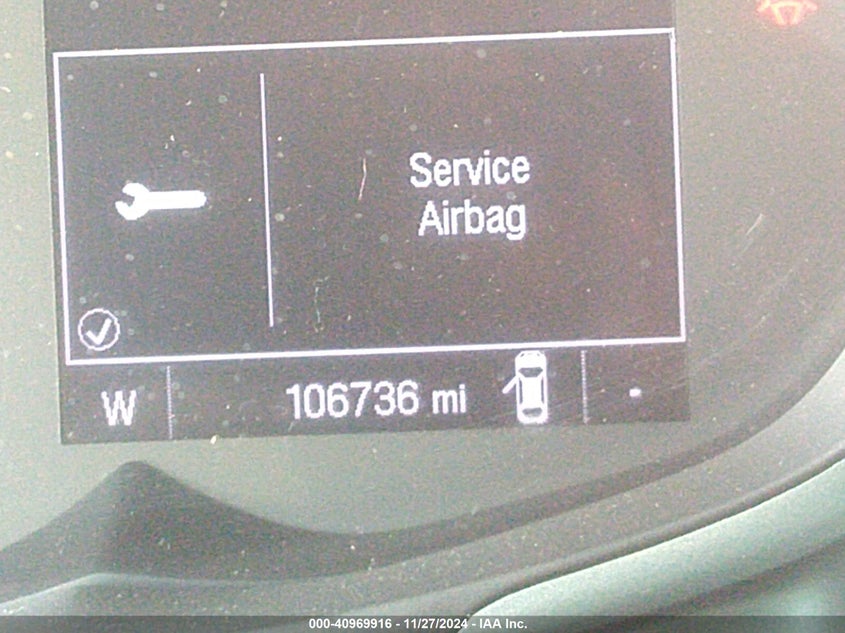 Service
Airbag
W 106736 mi
000-40969916 - 11/27/2024 - IAA Inc.